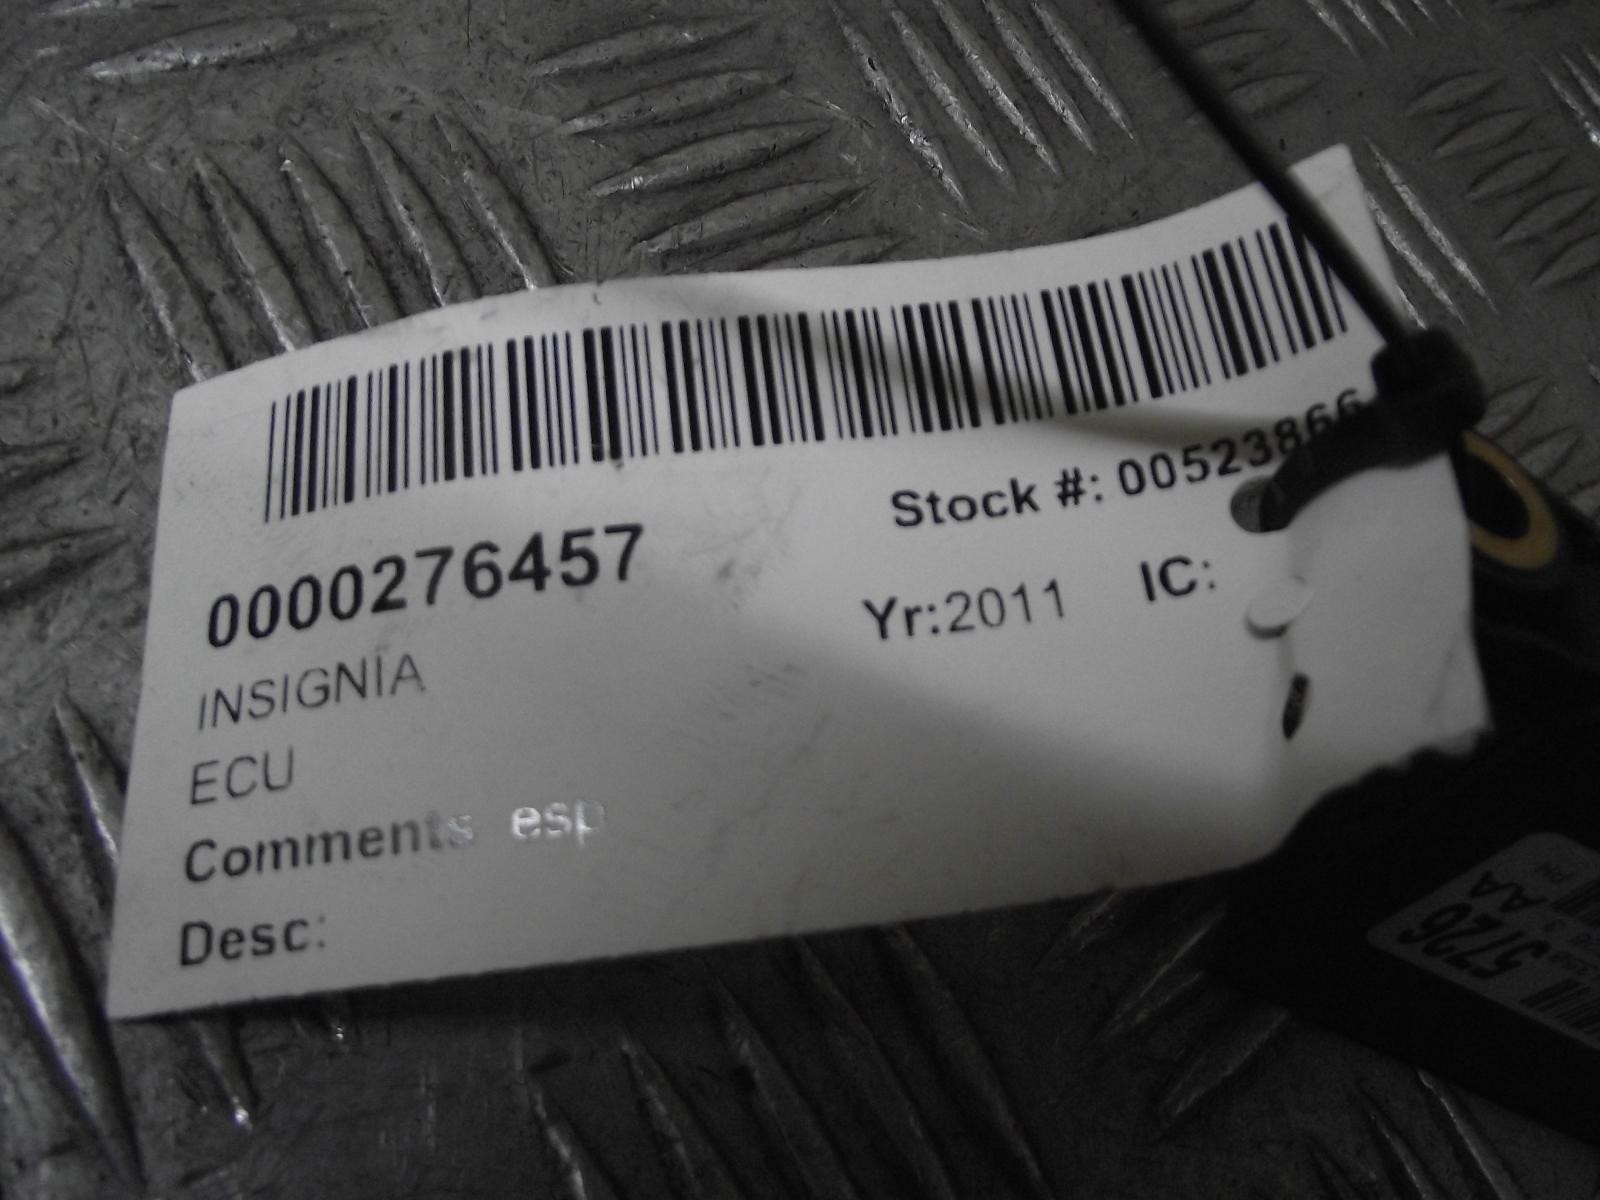 Stock #: 00523866
0000276457
Yr:2011 IC:
INSIGNIA
ECU
Comments esp
Desc:
5726
AA